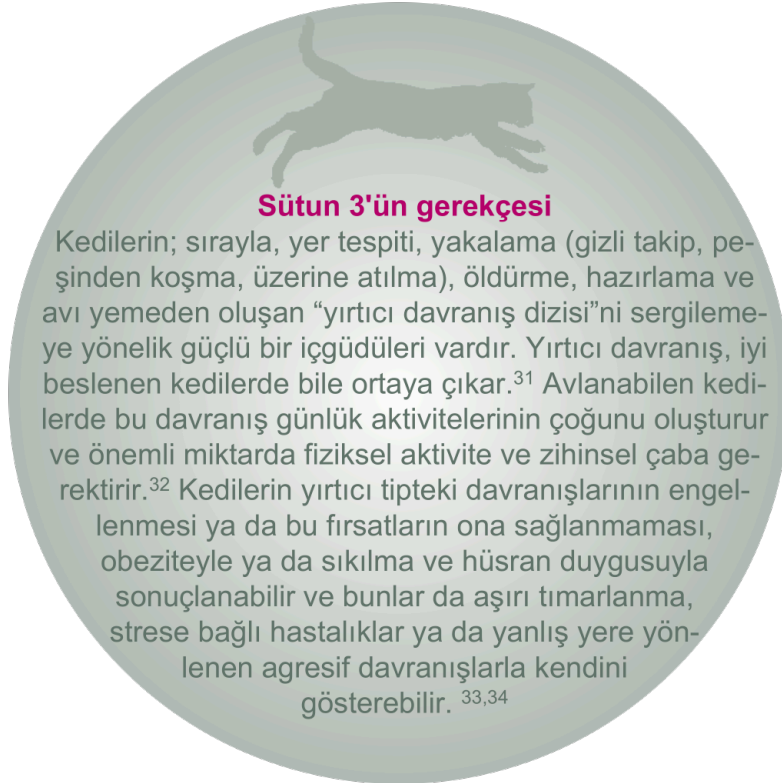 Sütun 3'ün gerekçesi
Kedilerin; sırayla, yer tespiti, yakalama (gizli takip, pe-
şinden koşma, üzerine atılma), öldürme, hazırlama ve
avı yemeden oluşan “yırtıcı davranış dizisi”ni sergileme-
ye yönelik güçlü bir içgüdüleri vardır. Yırtıcı davranış, iyi
beslenen kedilerde bile ortaya çıkar.³¹ Avlanabilen kedi-
lerde bu davranış günlük aktivitelerinin çoğunu oluşturur
ve önemli miktarda fiziksel aktivite ve zihinsel çaba ge-
rektirir.³² Kedilerin yırtıcı tipteki davranışlarının engel-
lenmesi ya da bu fırsatların ona sağlanmaması,
obeziteyle ya da sıkılma ve hüsran duygusuyla
sonuçlanabilir ve bunlar da aşırı tımarlanma,
strese bağlı hastalıklar ya da yanlış yere yön-
lenen agresif davranışlarla kendini
gösterebilir. ³³,³⁴